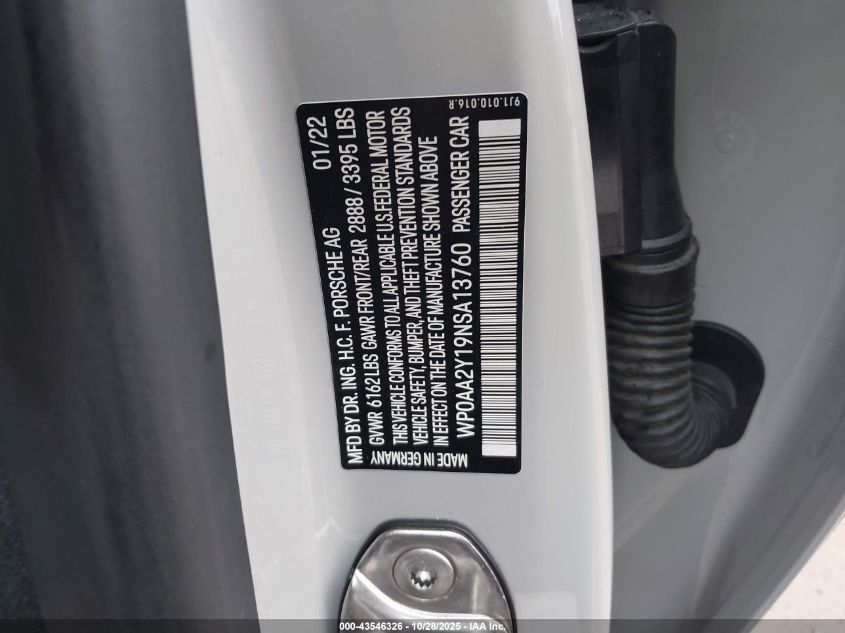 MFD BY DR. ING. H.C. F. PORSCHE AG 01/22
GVWR 6162 LBS GAWR FRONT/REAR 2888 / 3395 LBS
THIS VEHICLE CONFORMS TO ALL APPLICABLE U.S. FEDERAL MOTOR
VEHICLE SAFETY, BUMPER, AND THEFT PREVENTION STANDARDS
IN EFFECT ON THE DATE OF MANUFACTURE SHOWN ABOVE
MADE IN GERMANY WP0AA2Y19NSA13760 PASSENGER CAR
9J1.010.016.R
000-43546326 - 10/28/2025 - IAA Inc.